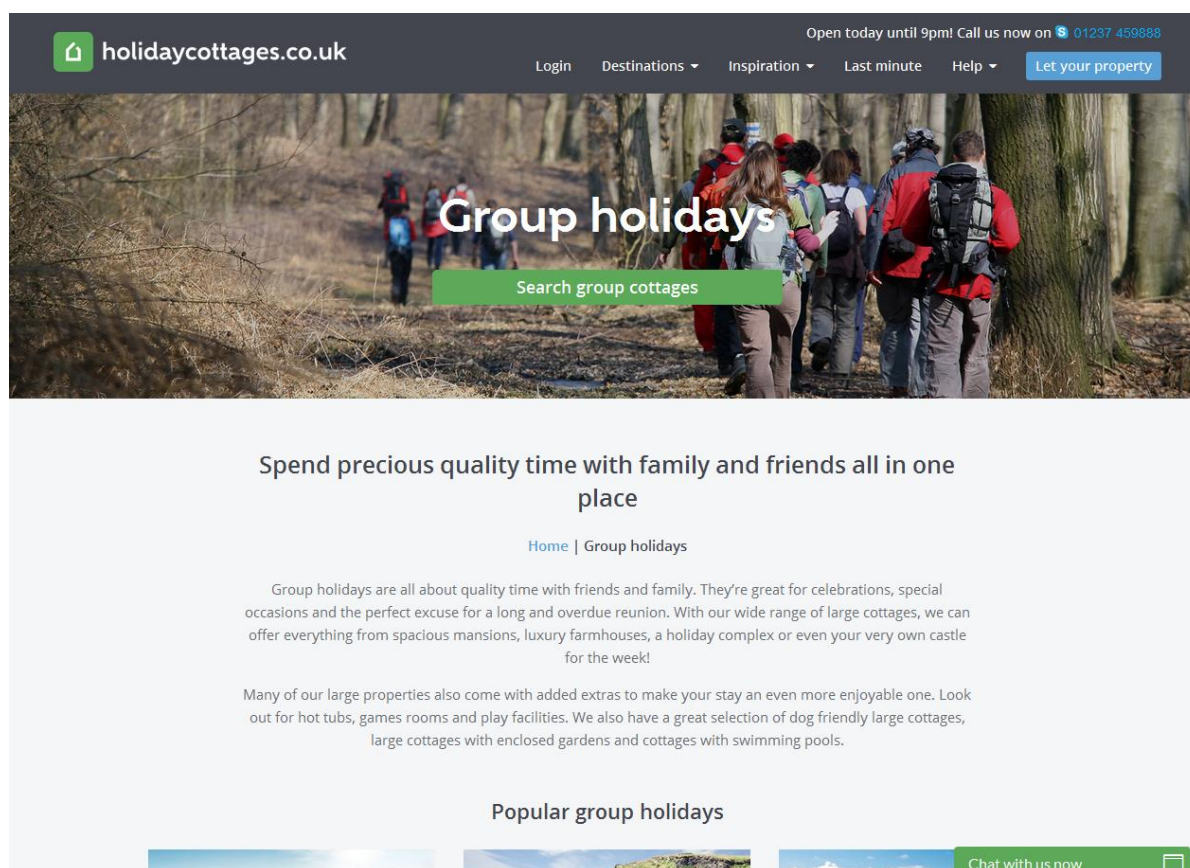 Open today until 9pm! Call us now on S 01237 459888
holidaycottages.co.uk
Login Destinations Inspiration Last minute Help Let your property
Group holidays
Search group cottages
Spend precious quality time with family and friends all in one
place
Home | Group holidays
Group holidays are all about quality time with friends and family. They're great for celebrations, special
occasions and the perfect excuse for a long and overdue reunion. With our wide range of large cottages, we can
offer everything from spacious mansions, luxury farmhouses, a holiday complex or even your very own castle
for the week!
Many of our large properties also come with added extras to make your stay an even more enjoyable one. Look
out for hot tubs, games rooms and play facilities. We also have a great selection of dog friendly large cottages,
large cottages with enclosed gardens and cottages with swimming pools.
Popular group holidays
Chat with us now